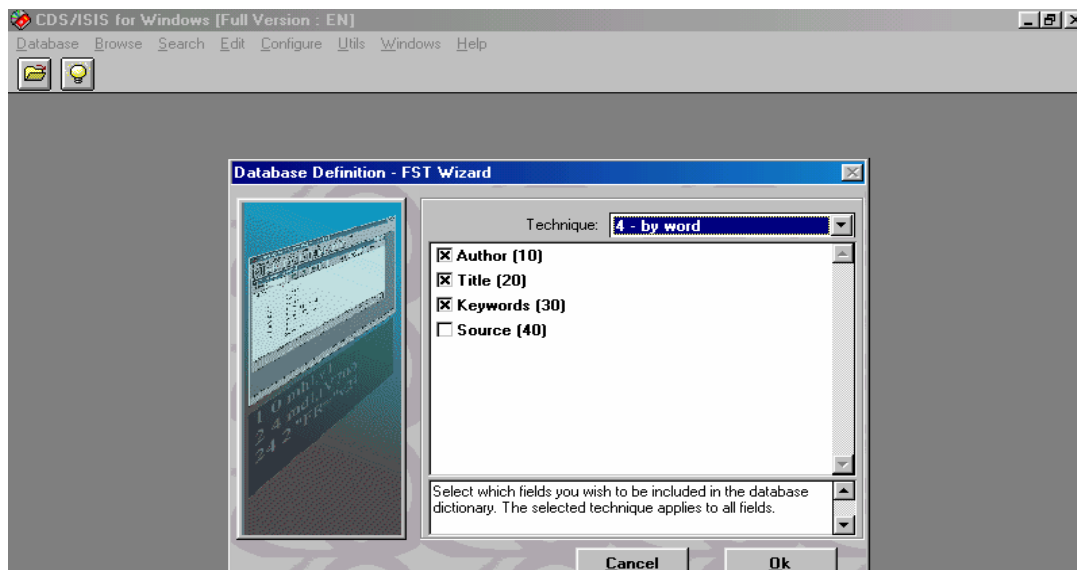 CDS/ISIS for Windows [Full Version : EN]
Database Browse Search Edit Configure Utils Windows Help
Database Definition - FST Wizard
Technique: 4 - by word
Author (10)
Title (20)
Keywords (30)
Source (40)
Select which fields you wish to be included in the database
dictionary. The selected technique applies to all fields.
Cancel Ok